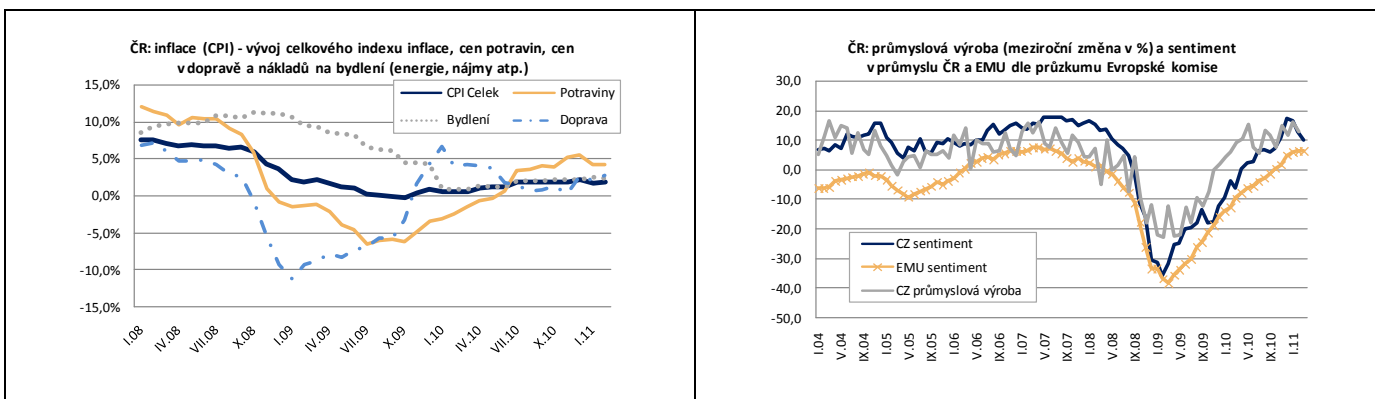 ČR: inflace (CPI) - vývoj celkového indexu inflace, cen potravin, cen
v dopravě a nákladů na bydlení (energie, nájmy atp.)
15,0%
10,0%
5,0%
0,0%
-5,0%
-10,0%
-15,0%
CPI Celek
Potraviny
Bydlení
Doprava
I.08
IV.08
VII.08
X.08
I.09
IV.09
VII.09
X.09
I.10
IV.10
VII.10
X.10
I.11
ČR: průmyslová výroba (meziroční změna v %) a sentiment
v průmyslu ČR a EMU dle průzkumu Evropské komise
30,0
20,0
10,0
0,0
-10,0
-20,0
-30,0
-40,0
-50,0
CZ sentiment
EMU sentiment
CZ průmyslová výroba
I.04
V.04
IX.04
I.05
V.05
IX.05
I.06
V.06
IX.06
I.07
V.07
IX.07
I.08
V.08
IX.08
I.09
V.09
IX.09
I.10
V.10
IX.10
I.11